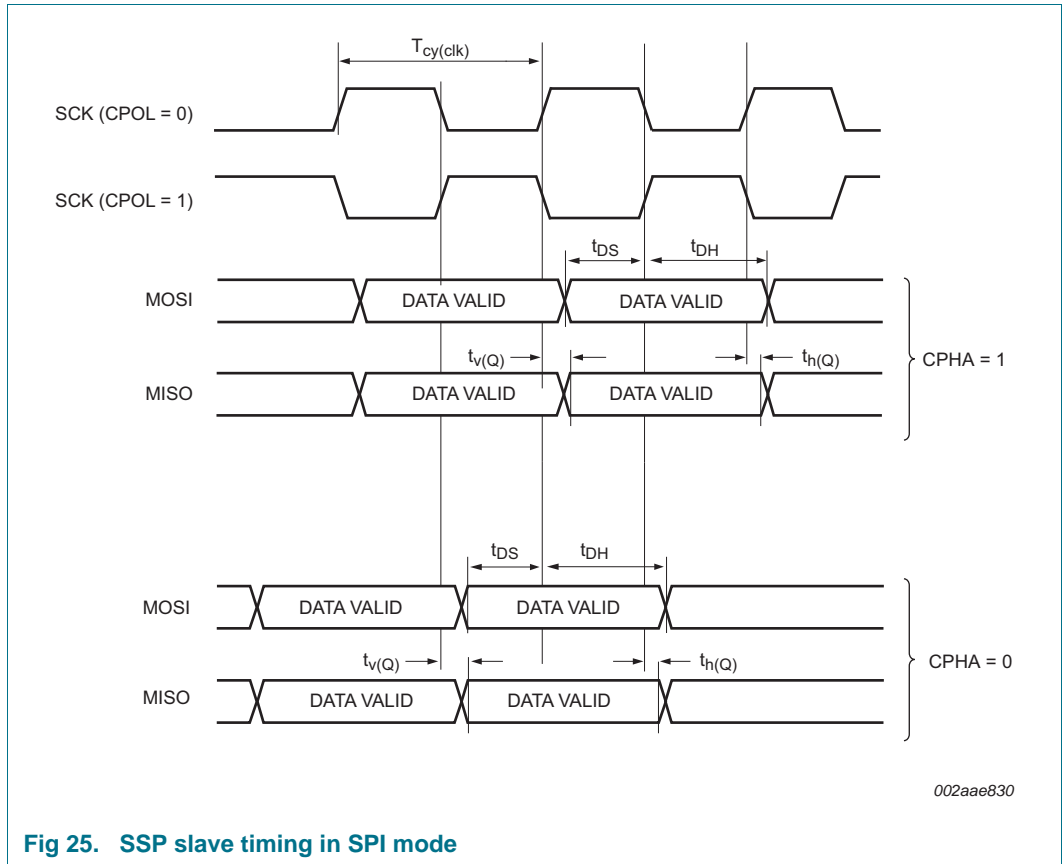 Tcy(clk)
SCK (CPOL = 0)
SCK (CPOL = 1)
tDS tDH
MOSI DATA VALID DATA VALID
tv(Q) th(Q)
CPHA = 1
MISO DATA VALID DATA VALID
tDS tDH
MOSI DATA VALID DATA VALID
tv(Q) th(Q)
CPHA = 0
MISO DATA VALID DATA VALID
002aae830
Fig 25. SSP slave timing in SPI mode